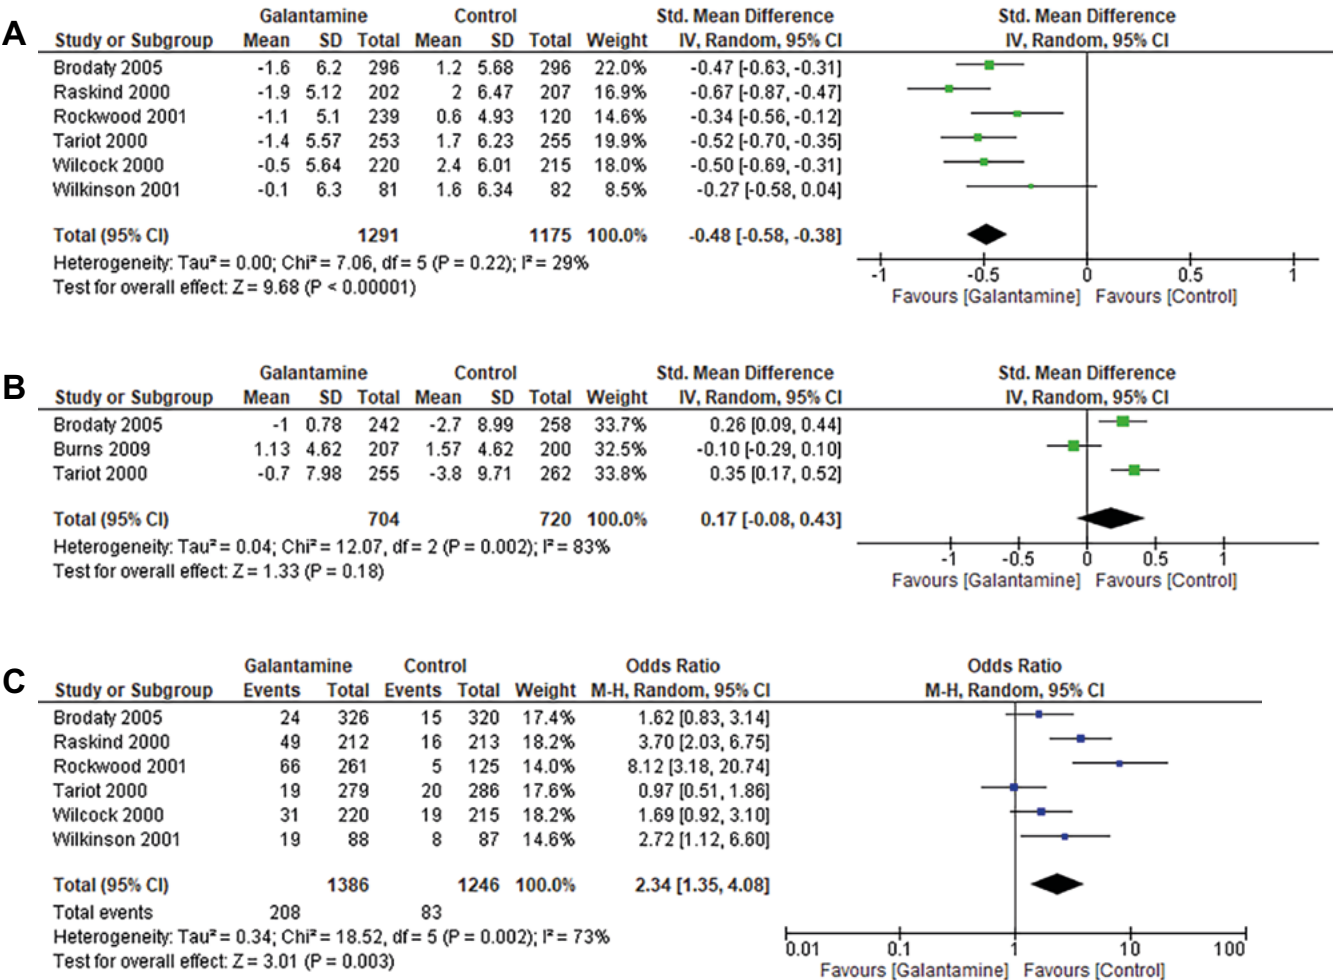 A
Galantamine Control Std. Mean Difference Std. Mean Difference
Study or Subgroup Mean SD Total Mean SD Total Weight IV, Random, 95% CI IV, Random, 95% CI
Brodaty 2005 -1.6 6.2 296 1.2 5.68 296 22.0% -0.47 [-0.63, -0.31]
Raskind 2000 -1.9 5.12 202 2 6.47 207 16.9% -0.67 [-0.87, -0.47]
Rockwood 2001 -1.1 5.1 239 0.6 4.93 120 14.6% -0.34 [-0.56, -0.12]
Tariot 2000 -1.4 5.57 253 1.7 6.23 255 19.9% -0.52 [-0.70, -0.35]
Wilcock 2000 -0.5 5.64 220 2.4 6.01 215 18.0% -0.50 [-0.69, -0.31]
Wilkinson 2001 -0.1 6.3 81 1.6 6.34 82 8.5% -0.27 [-0.58, 0.04]
Total (95% CI) 1291 1175 100.0% -0.48 [-0.58, -0.38]
Heterogeneity: Tau² = 0.00; Chi² = 7.06, df = 5 (P = 0.22); I² = 29%
Test for overall effect: Z = 9.68 (P < 0.00001)
-1 -0.5 0 0.5 1
Favours [Galantamine] Favours [Control]
B
Galantamine Control Std. Mean Difference Std. Mean Difference
Study or Subgroup Mean SD Total Mean SD Total Weight IV, Random, 95% CI IV, Random, 95% CI
Brodaty 2005 -1 0.78 242 -2.7 8.99 258 33.7% 0.26 [0.09, 0.44]
Burns 2009 1.13 4.62 207 1.57 4.62 200 32.5% -0.10 [-0.29, 0.10]
Tariot 2000 -0.7 7.98 255 -3.8 9.71 262 33.8% 0.35 [0.17, 0.52]
Total (95% CI) 704 720 100.0% 0.17 [-0.08, 0.43]
Heterogeneity: Tau² = 0.04; Chi² = 12.07, df = 2 (P = 0.002); I² = 83%
Test for overall effect: Z = 1.33 (P = 0.18)
-1 -0.5 0 0.5 1
Favours [Galantamine] Favours [Control]
C
Galantamine Control Odds Ratio Odds Ratio
Study or Subgroup Events Total Events Total Weight M-H, Random, 95% CI M-H, Random, 95% CI
Brodaty 2005 24 326 15 320 17.4% 1.62 [0.83, 3.14]
Raskind 2000 49 212 16 213 18.2% 3.70 [2.03, 6.75]
Rockwood 2001 66 261 5 125 14.0% 8.12 [3.18, 20.74]
Tariot 2000 19 279 20 286 17.6% 0.97 [0.51, 1.86]
Wilcock 2000 31 220 19 215 18.2% 1.69 [0.92, 3.10]
Wilkinson 2001 19 88 8 87 14.6% 2.72 [1.12, 6.60]
Total (95% CI) 1386 1246 100.0% 2.34 [1.35, 4.08]
Total events 208 83
Heterogeneity: Tau² = 0.34; Chi² = 18.52, df = 5 (P = 0.002); I² = 73%
Test for overall effect: Z = 3.01 (P = 0.003)
0.01 0.1 1 10 100
Favours [Galantamine] Favours [Control]